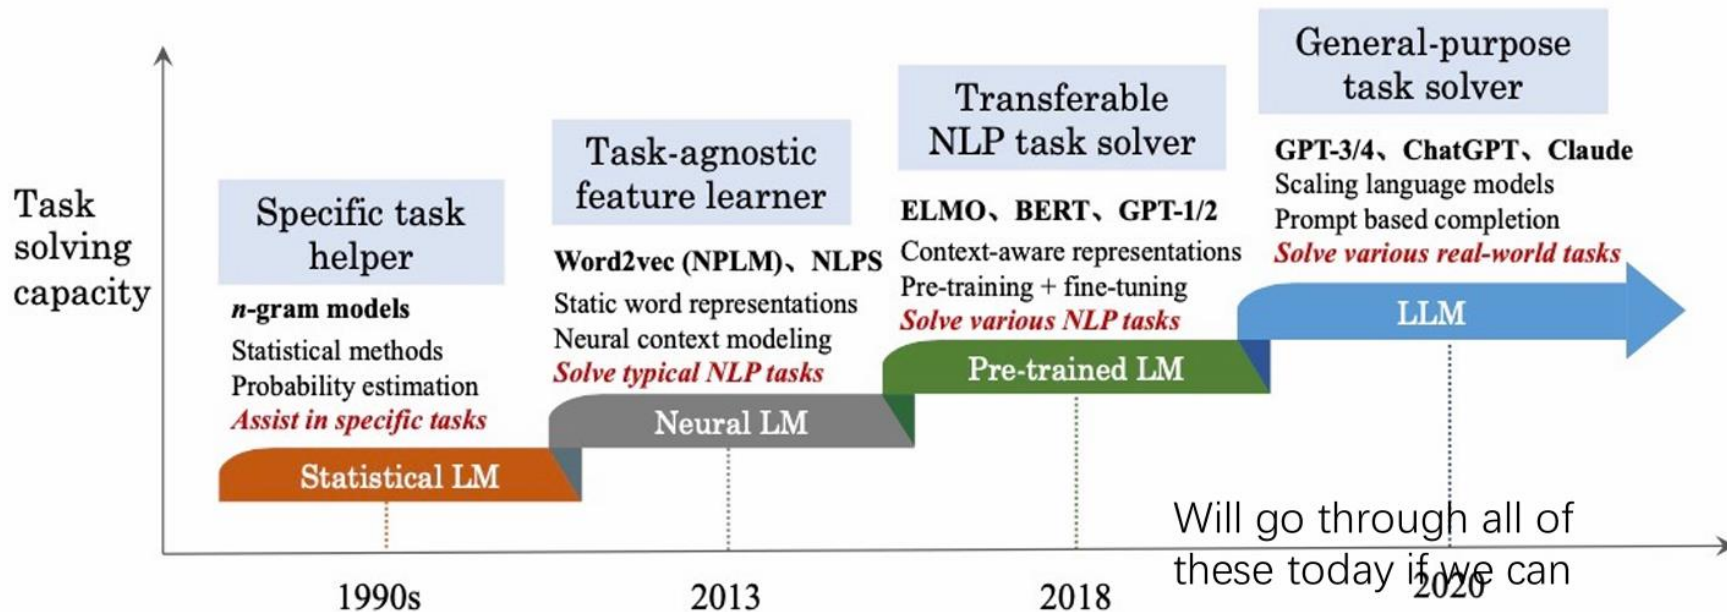 Task
solving
capacity
Specific task
helper
n-gram models
Statistical methods
Probability estimation
Assist in specific tasks
Statistical LM
1990s
Task-agnostic
feature learner
Word2vec (NPLM)、NLPS
Static word representations
Neural context modeling
Solve typical NLP tasks
Neural LM
2013
Transferable
NLP task solver
ELMO、BERT、GPT-1/2
Context-aware representations
Pre-training + fine-tuning
Solve various NLP tasks
Pre-trained LM
2018
General-purpose
task solver
GPT-3/4、ChatGPT、Claude
Scaling language models
Prompt based completion
Solve various real-world tasks
LLM
2020
Will go through all of
these today if we can